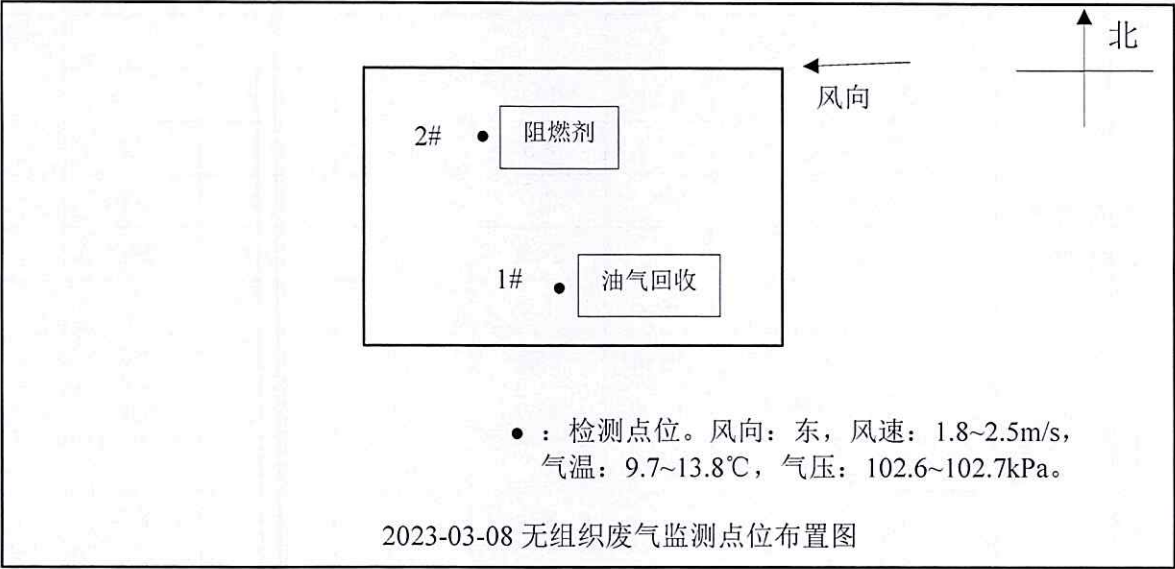 北
风向
2# 阻燃剂
1# 油气回收
●：检测点位。风向：东，风速：1.8~2.5m/s，
气温：9.7~13.8℃，气压：102.6~102.7kPa。
2023-03-08 无组织废气监测点位布置图